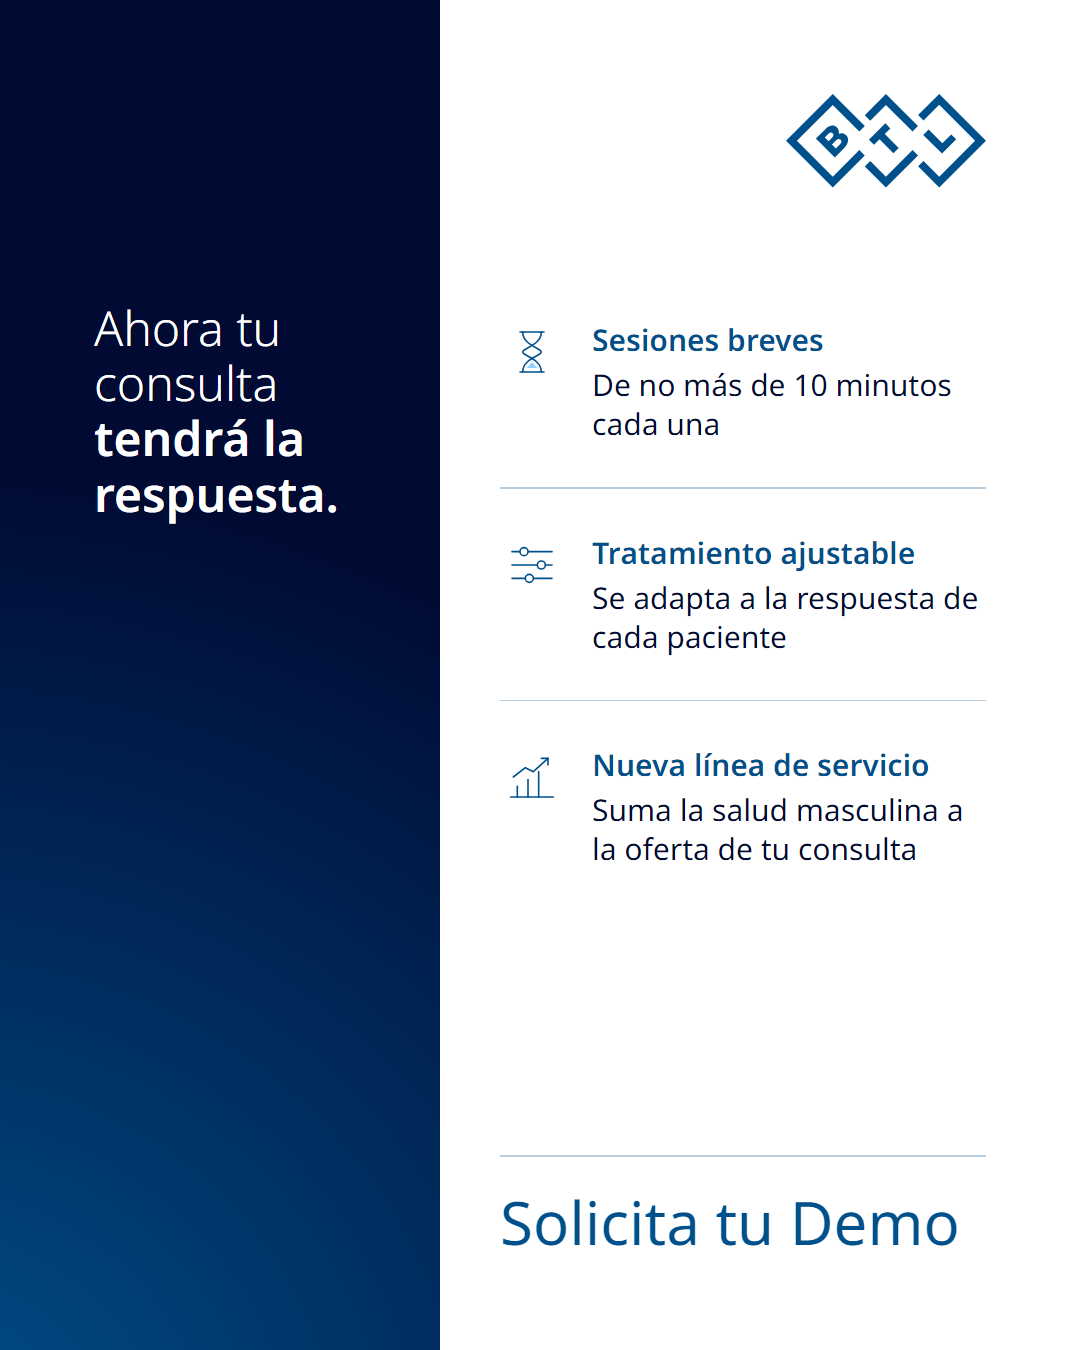 BTL
Ahora tu
consulta
tendrá la
respuesta.
Sesiones breves
De no más de 10 minutos
cada una
Tratamiento ajustable
Se adapta a la respuesta de
cada paciente
Nueva línea de servicio
Suma la salud masculina a
la oferta de tu consulta
Solicita tu Demo